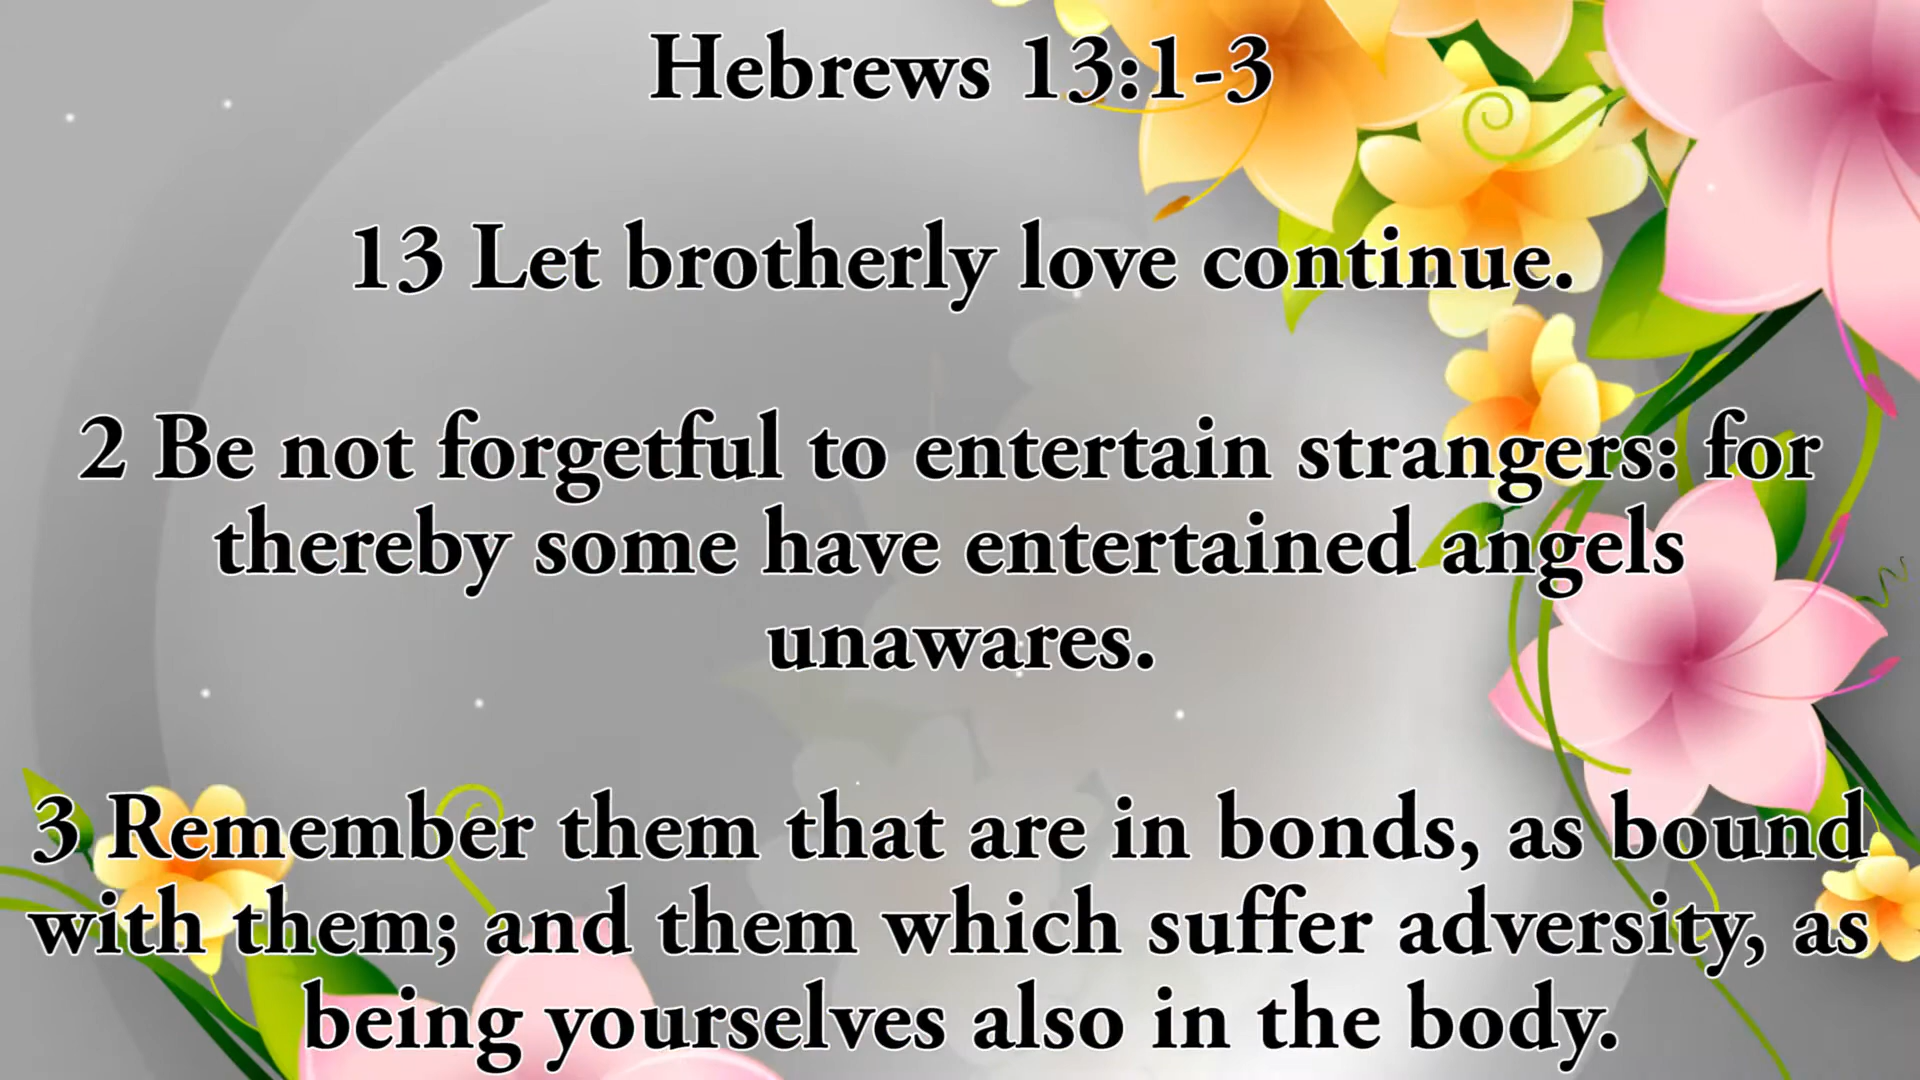 Hebrews 13:1-3
13 Let brotherly love continue.
2 Be not forgetful to entertain strangers: for
thereby some have entertained angels
unawares.
3 Remember them that are in bonds, as bound
with them; and them which suffer adversity, as
being yourselves also in the body.